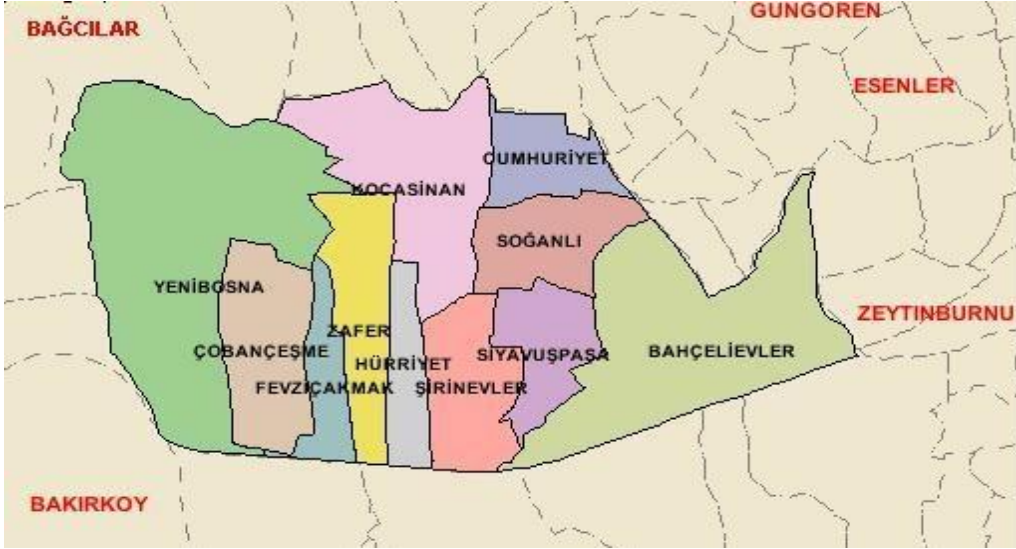 GUNGOREN
BAĞCILAR
ESENLER
CUMHURİYET
KOCASİNAN
SOĞANLI
YENİBOSNA
ZEYTINBURNU
ZAFER
ÇOBANÇEŞME
HÜRRİYET
SİYAVUŞPAŞA
BAHÇELİEVLER
FEVZİÇAKMAK
ŞİRİNEVLER
BAKIRKOY